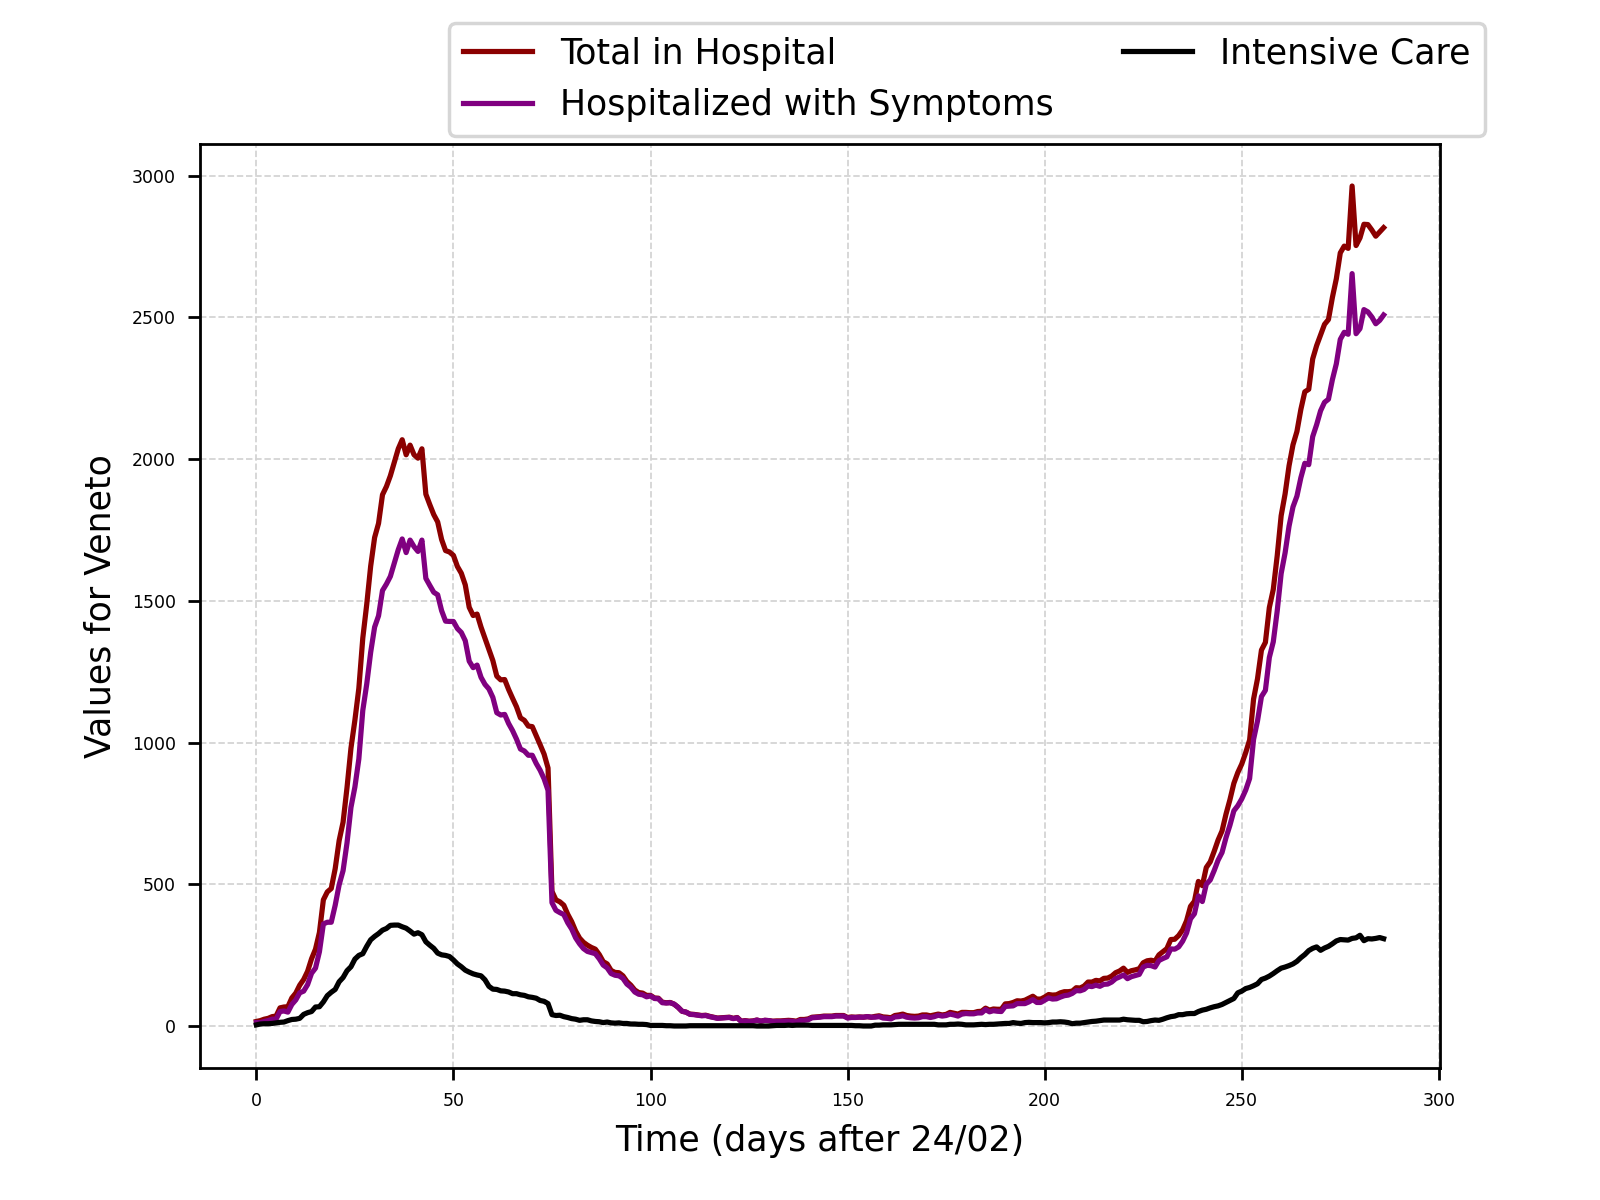 Total in Hospital
Hospitalized with Symptoms
Intensive Care
3000
2500
2000
1500
1000
500
0
Values for Veneto
0 50 100 150 200 250 300
Time (days after 24/02)